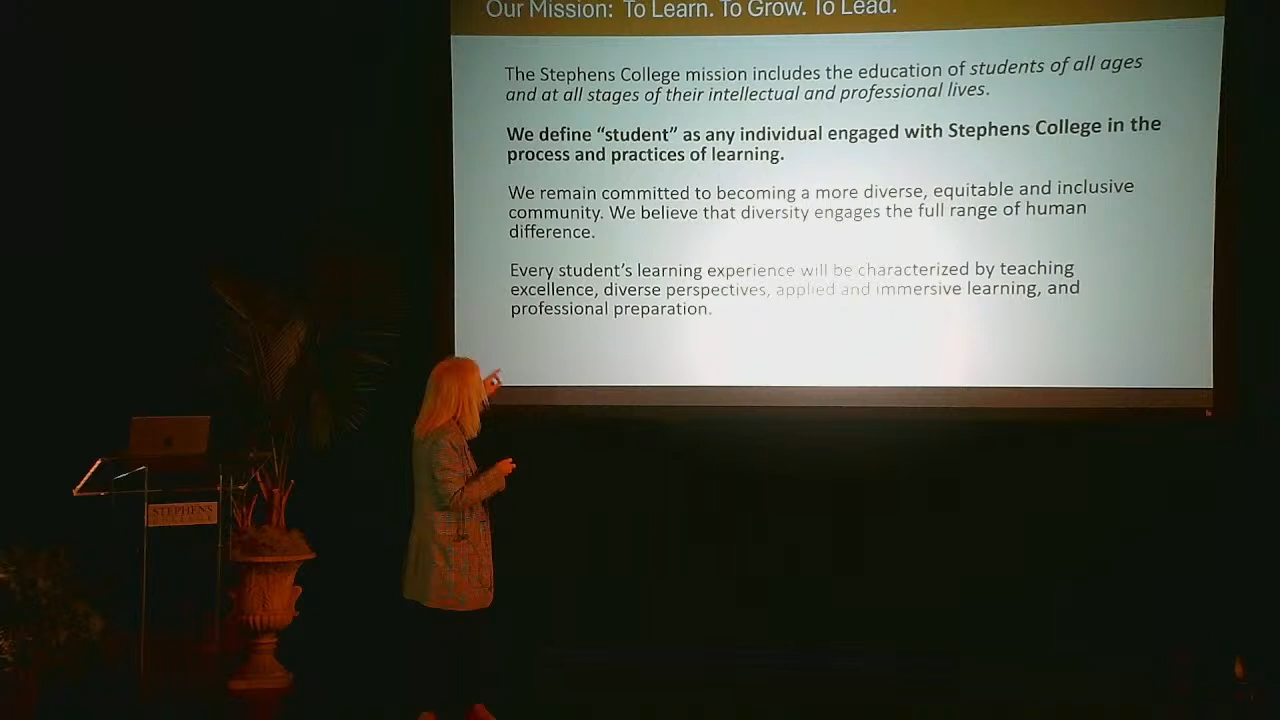 Our Mission: To Learn. To Grow. To Lead.
The Stephens College mission includes the education of students of all ages
and at all stages of their intellectual and professional lives.
We define “student” as any individual engaged with Stephens College in the
process and practices of learning.
We remain committed to becoming a more diverse, equitable and inclusive
community. We believe that diversity engages the full range of human
difference.
Every student’s learning experience will be characterized by teaching
excellence, diverse perspectives, applied and immersive learning, and
professional preparation.
STEPHENS
COLLEGE